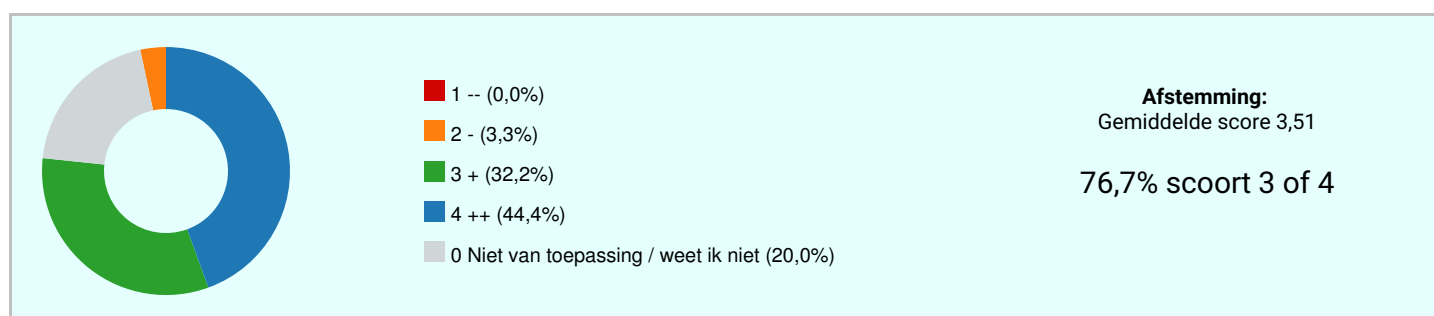 1 -- (0,0%)
2 - (3,3%)
3 + (32,2%)
4 ++ (44,4%)
0 Niet van toepassing / weet ik niet (20,0%)
Afstemming:
Gemiddelde score 3,51
76,7% scoort 3 of 4